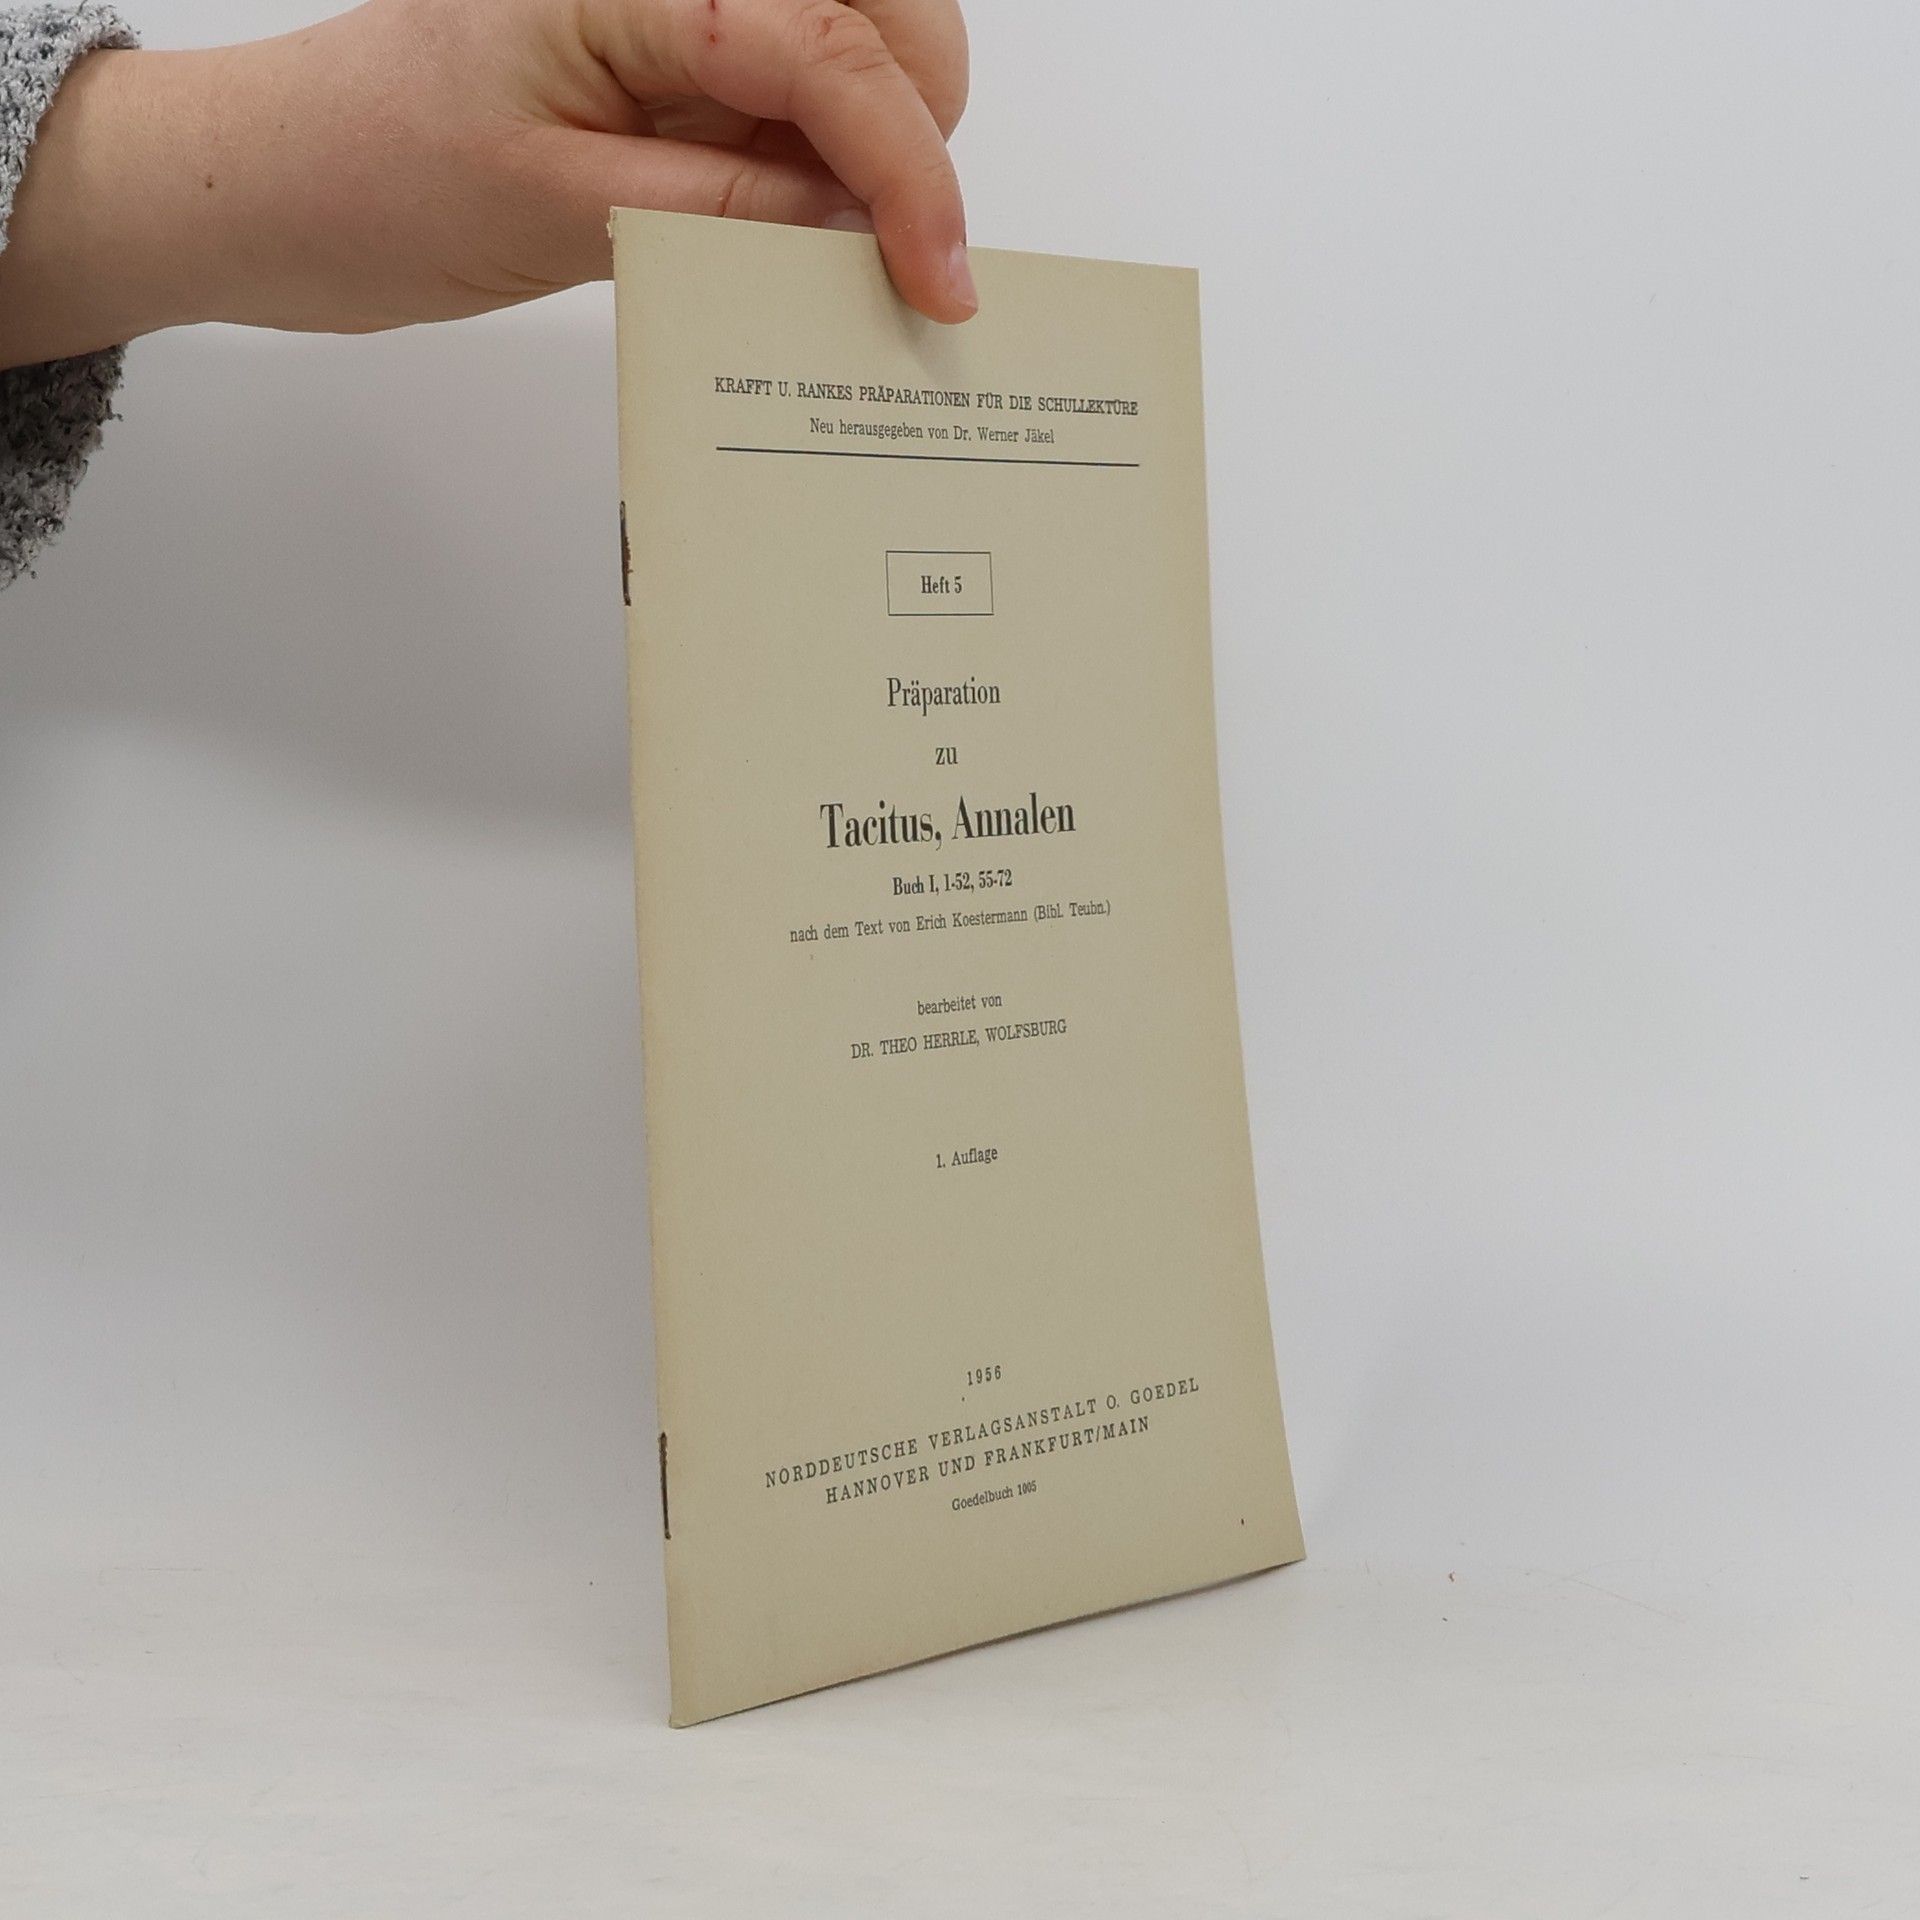 KRAFFT U. RANKES PRÄPARATIONEN FÜR DIE SCHULLEKTÜRE
Neu herausgegeben von Dr. Werner Jäkel
Heft 5
Präparation
zu
Tacitus, Annalen
Buch I, 1-52, 55-72
nach dem Text von Erich Koestermann (Bibl. Teubn.)
bearbeitet von
DR. THEO HERRLE, WOLFSBURG
1. Auflage
1956
NORDDEUTSCHE VERLAGSANSTALT O. GOEDEL
HANNOVER UND FRANKFURT/MAIN
Goedelbuch 1005